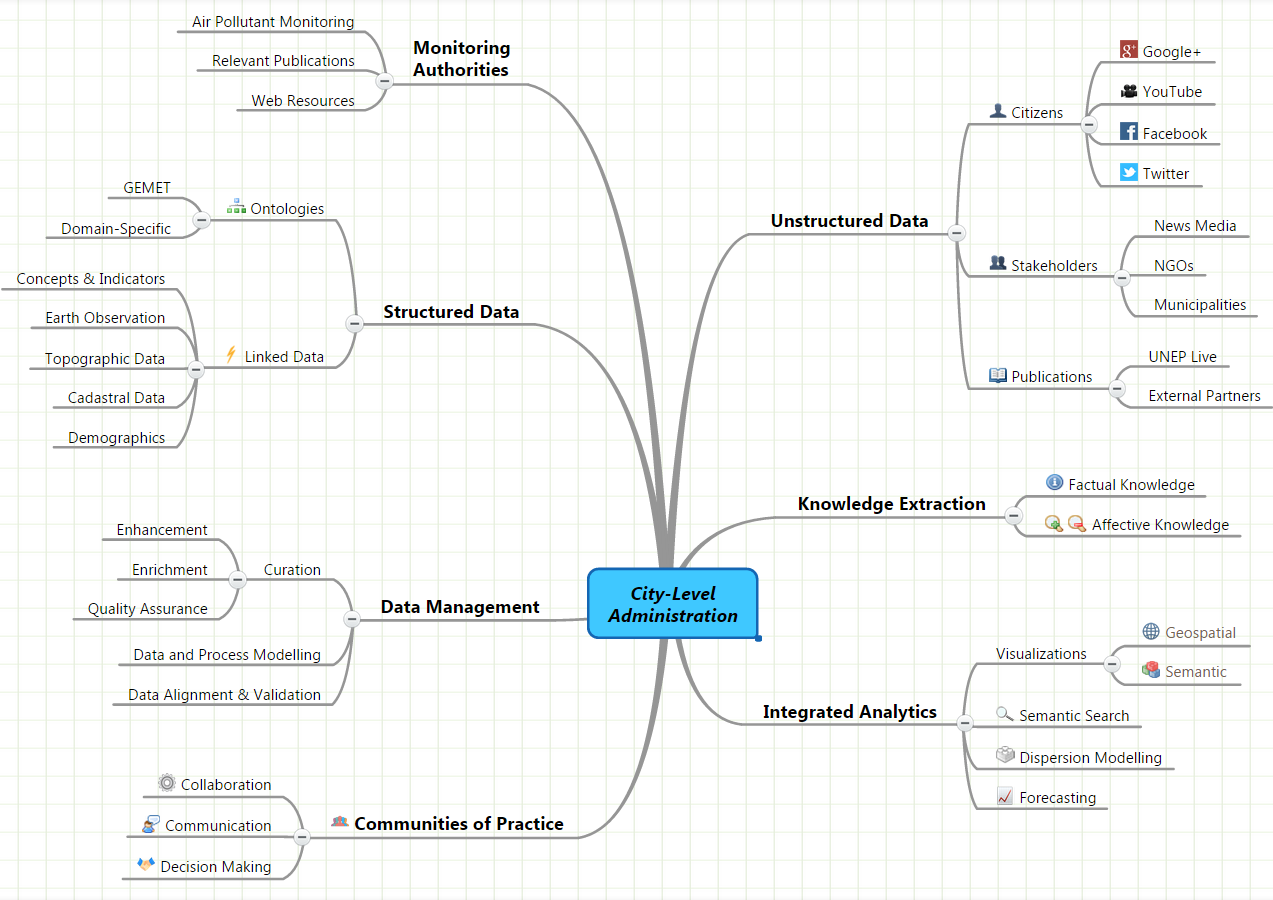 Monitoring
Authorities
Air Pollutant Monitoring
Relevant Publications
Web Resources
Structured Data
Ontologies
GEMET
Domain-Specific
Linked Data
Concepts & Indicators
Earth Observation
Topographic Data
Cadastral Data
Demographics
Data Management
Curation
Enhancement
Enrichment
Quality Assurance
Data and Process Modelling
Data Alignment & Validation
Communities of Practice
Collaboration
Communication
Decision Making
City-Level
Administration
Unstructured Data
Citizens
Google+
YouTube
Facebook
Twitter
Stakeholders
News Media
NGOs
Municipalities
Publications
UNEP Live
External Partners
Knowledge Extraction
Factual Knowledge
Affective Knowledge
Integrated Analytics
Visualizations
Geospatial
Semantic
Semantic Search
Dispersion Modelling
Forecasting